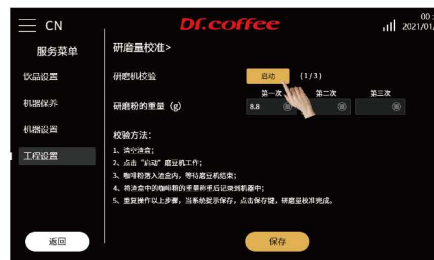 CN
Dr.coffee
00:
2021/01/
服务菜单
研磨量校准>
饮品设置
研磨机校验
启动
(1/3)
第一次
第二次
第三次
机器保养
研磨粉的重量（g）
8.8
机器设置
校验方法：
工程设置
1、清空渣盒；
2、点击“启动”磨豆机工作；
3、咖啡粉落入渣盒内，等待磨豆机结束；
4、将渣盒中的咖啡粉的重量称重后记录到机器中；
5、重复操作以上步骤，当系统提示保存，点击保存键，研磨量校准完成。
返回
保存